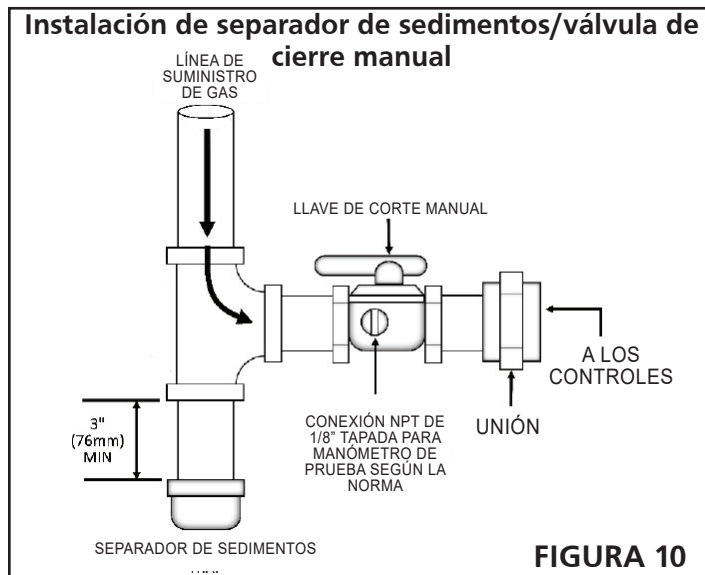 Instalación de separador de sedimentos/válvula de
cierre manual
LÍNEA DE
SUMINISTRO
DE GAS
LLAVE DE CORTE MANUAL
A LOS
CONTROLES
UNIÓN
CONEXIÓN NPT DE
1/8" TAPADA PARA
MANÓMETRO DE
PRUEBA SEGÚN LA
NORMA
3"
(76mm)
MIN
SEPARADOR DE SEDIMENTOS
FIGURA 10